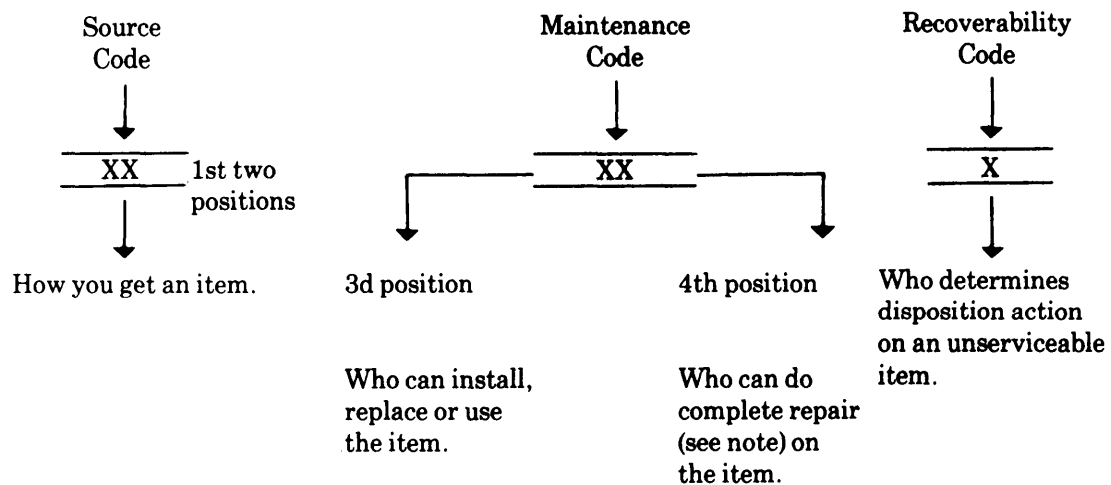 Source
Code
Maintenance
Code
Recoverability
Code
XX
1st two
positions
XX
X
How you get an item.
3d position
4th position
Who determines
disposition action
on an unserviceable
item.
Who can install,
replace or use
the item.
Who can do
complete repair
(see note) on
the item.